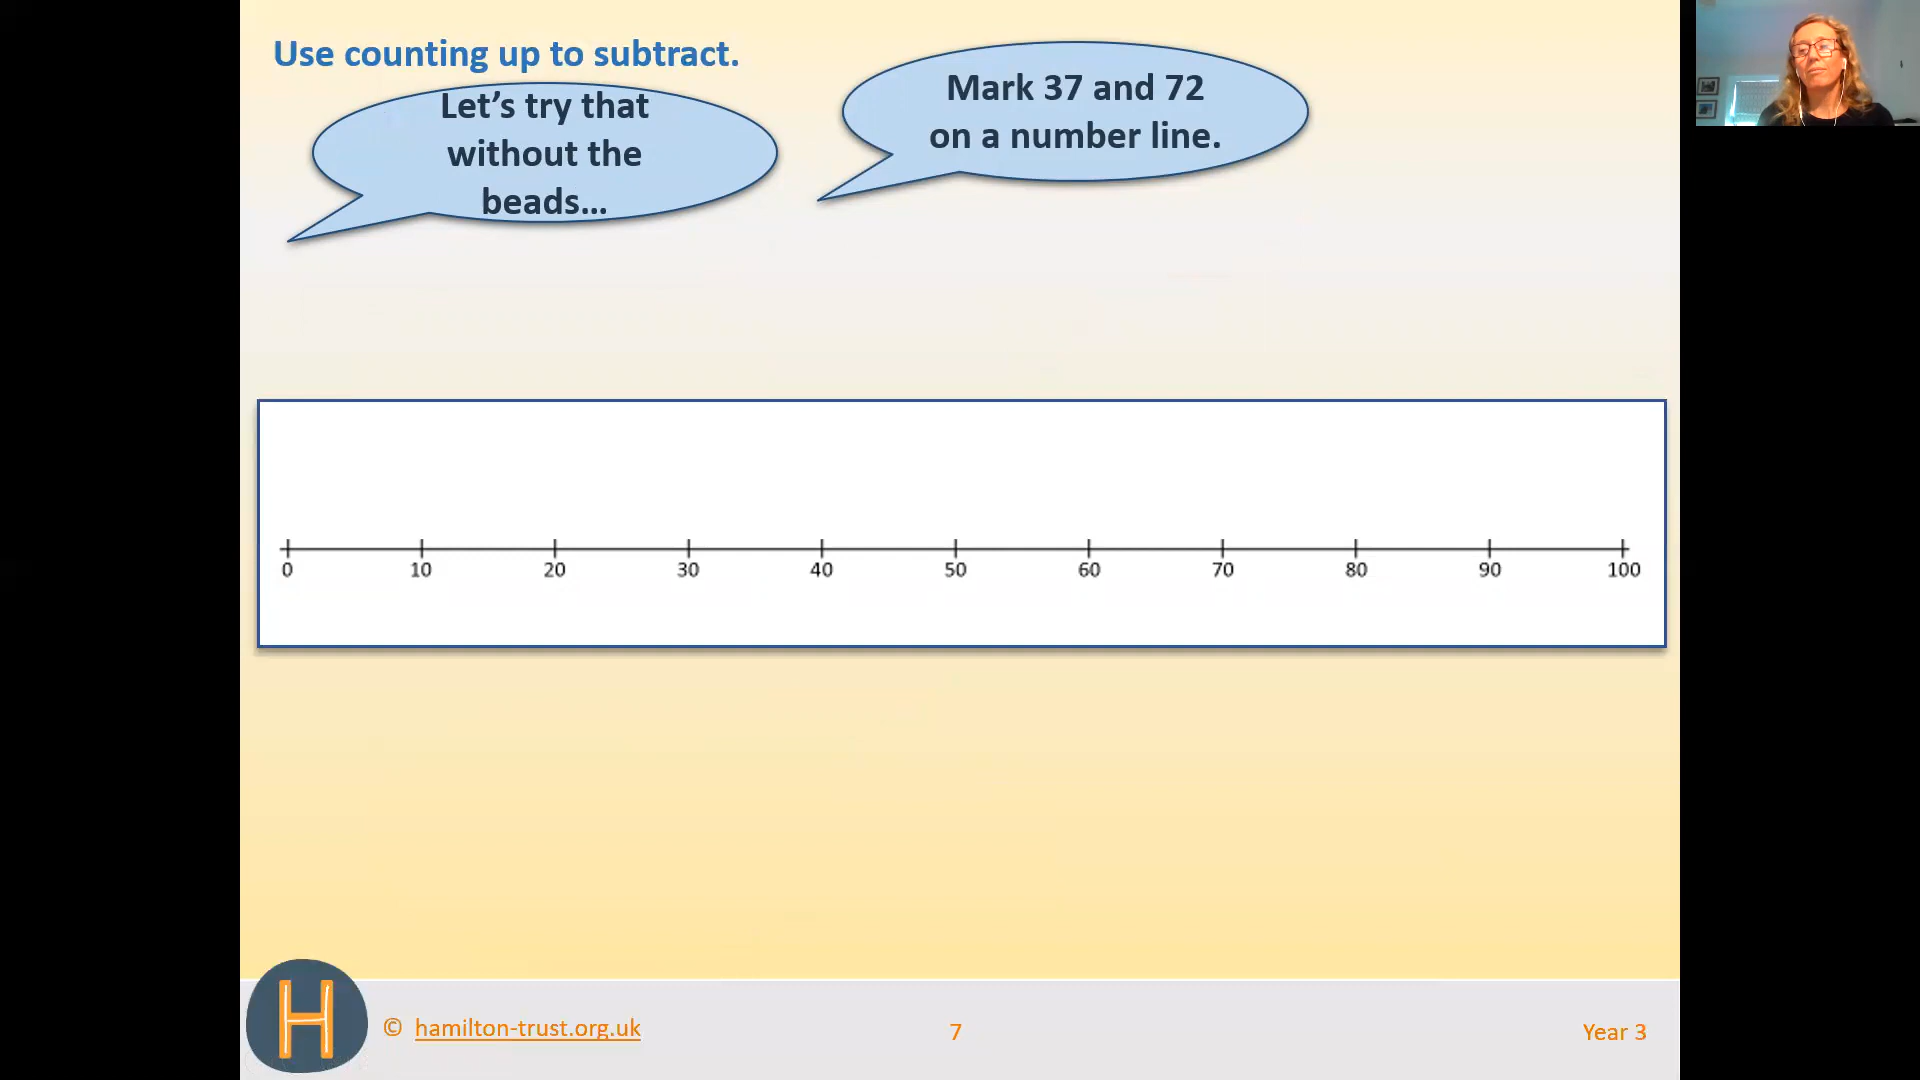 Use counting up to subtract.
Let’s try that
without the
beads...
Mark 37 and 72
on a number line.
0 10 20 30 40 50 60 70 80 90 100
H
© hamilton-trust.org.uk
7
Year 3